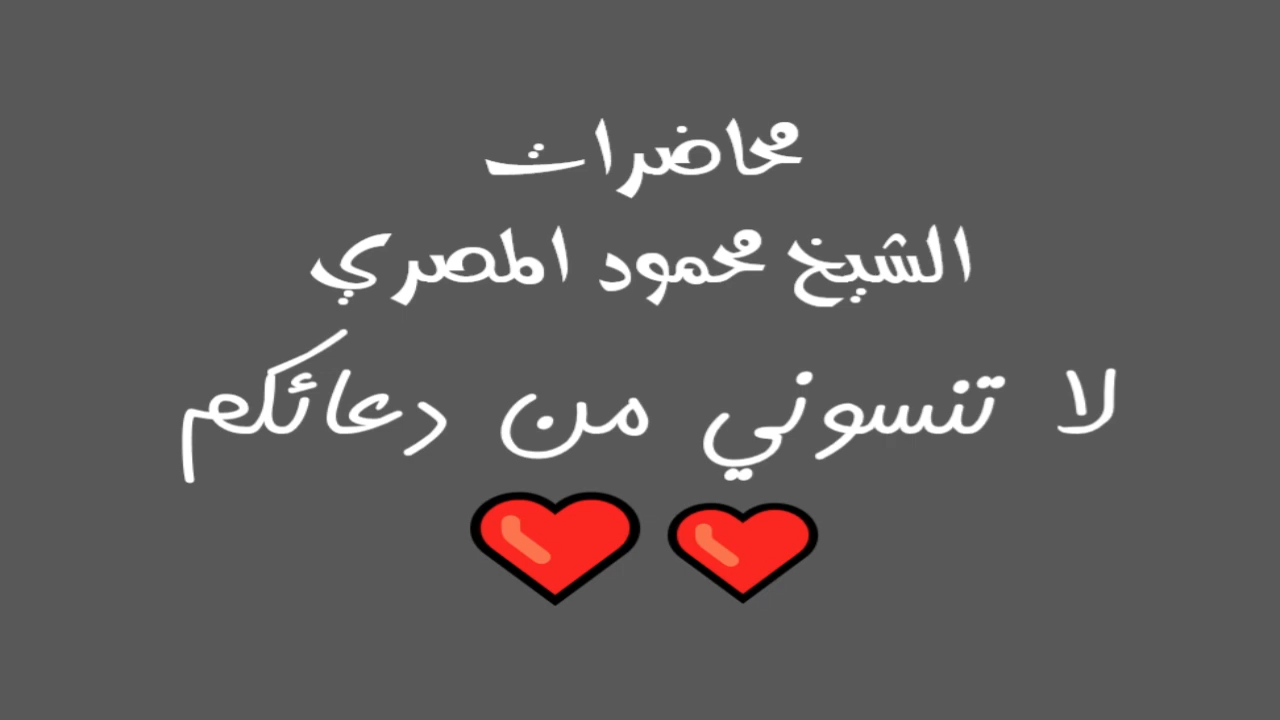 محاضرات
الشيخ محمود المصري
لا تنسوني من دعائكم